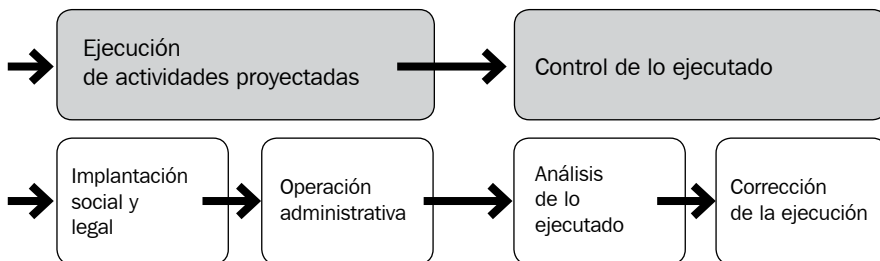 Ejecución
de actividades proyectadas
Control de lo ejecutado
Implantación
social y
legal
Operación
administrativa
Análisis
de lo
ejecutado
Corrección
de la ejecución